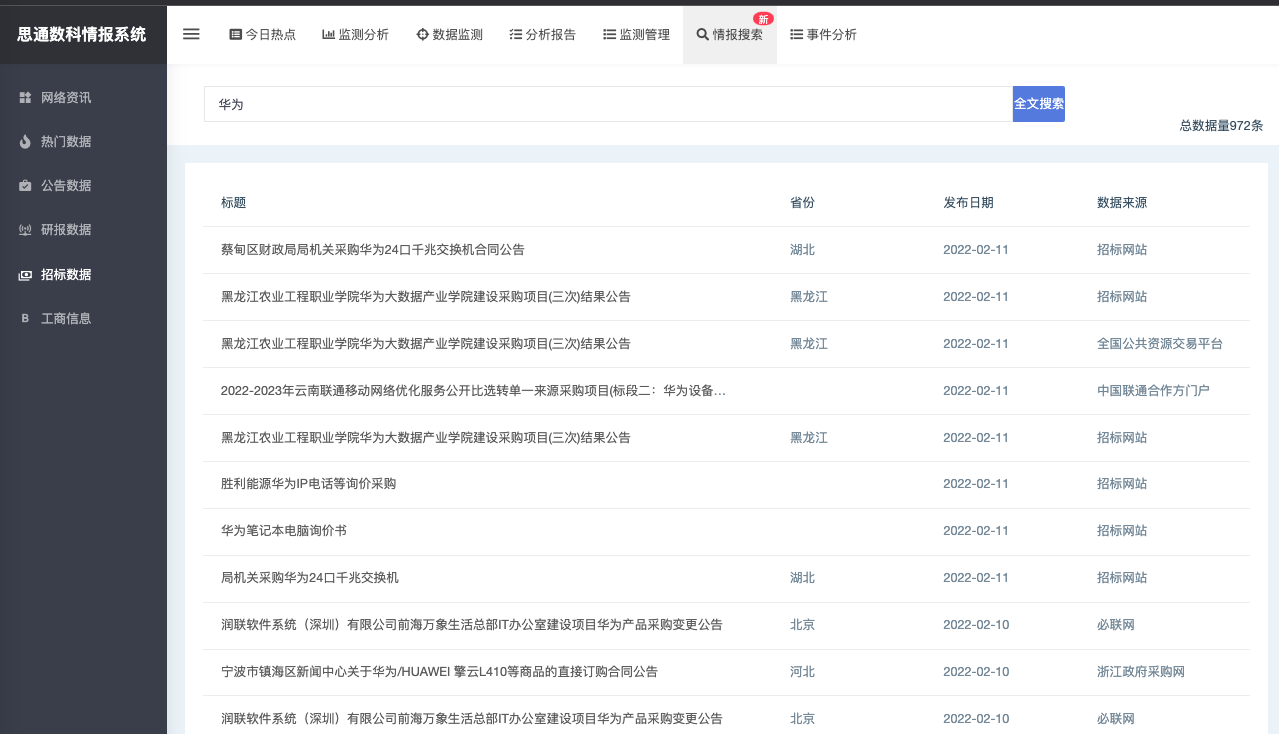 思通数科情报系统
今日热点 监测分析 数据监测 分析报告 监测管理 情报搜索 新 事件分析
网络资讯
热门数据
公告数据
研报数据
招标数据
工商信息
华为 全文搜索
总数据量972条
标题 省份 发布日期 数据来源
蔡甸区财政局局机关采购华为24口千兆交换机合同公告 湖北 2022-02-11 招标网站
黑龙江农业工程职业学院华为大数据产业学院建设采购项目(三次)结果公告 黑龙江 2022-02-11 招标网站
黑龙江农业工程职业学院华为大数据产业学院建设采购项目(三次)结果公告 黑龙江 2022-02-11 全国公共资源交易平台
2022-2023年云南联通移动网络优化服务公开比选转单一来源采购项目(标段二：华为设备... 2022-02-11 中国联通合作方门户
黑龙江农业工程职业学院华为大数据产业学院建设采购项目(三次)结果公告 黑龙江 2022-02-11 招标网站
胜利能源华为IP电话等询价采购 2022-02-11 招标网站
华为笔记本电脑询价书 2022-02-11 招标网站
局机关采购华为24口千兆交换机 湖北 2022-02-11 招标网站
润联软件系统（深圳）有限公司前海万象生活总部IT办公室建设项目华为产品采购变更公告 北京 2022-02-10 必联网
宁波市镇海区新闻中心关于华为/HUAWEI 擎云L410等商品的直接订购合同公告 河北 2022-02-10 浙江政府采购网
润联软件系统（深圳）有限公司前海万象生活总部IT办公室建设项目华为产品采购变更公告 北京 2022-02-10 必联网